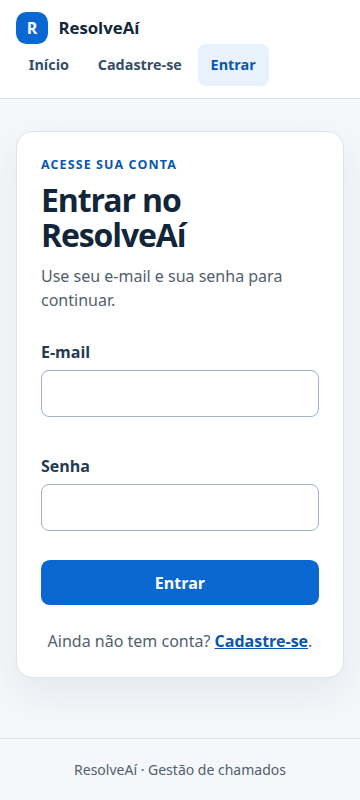 R ResolveAí
Início Cadastre-se Entrar
ACESSE SUA CONTA
Entrar no
ResolveAí
Use seu e-mail e sua senha para
continuar.
E-mail
Senha
Entrar
Ainda não tem conta? Cadastre-se.
ResolveAí · Gestão de chamados